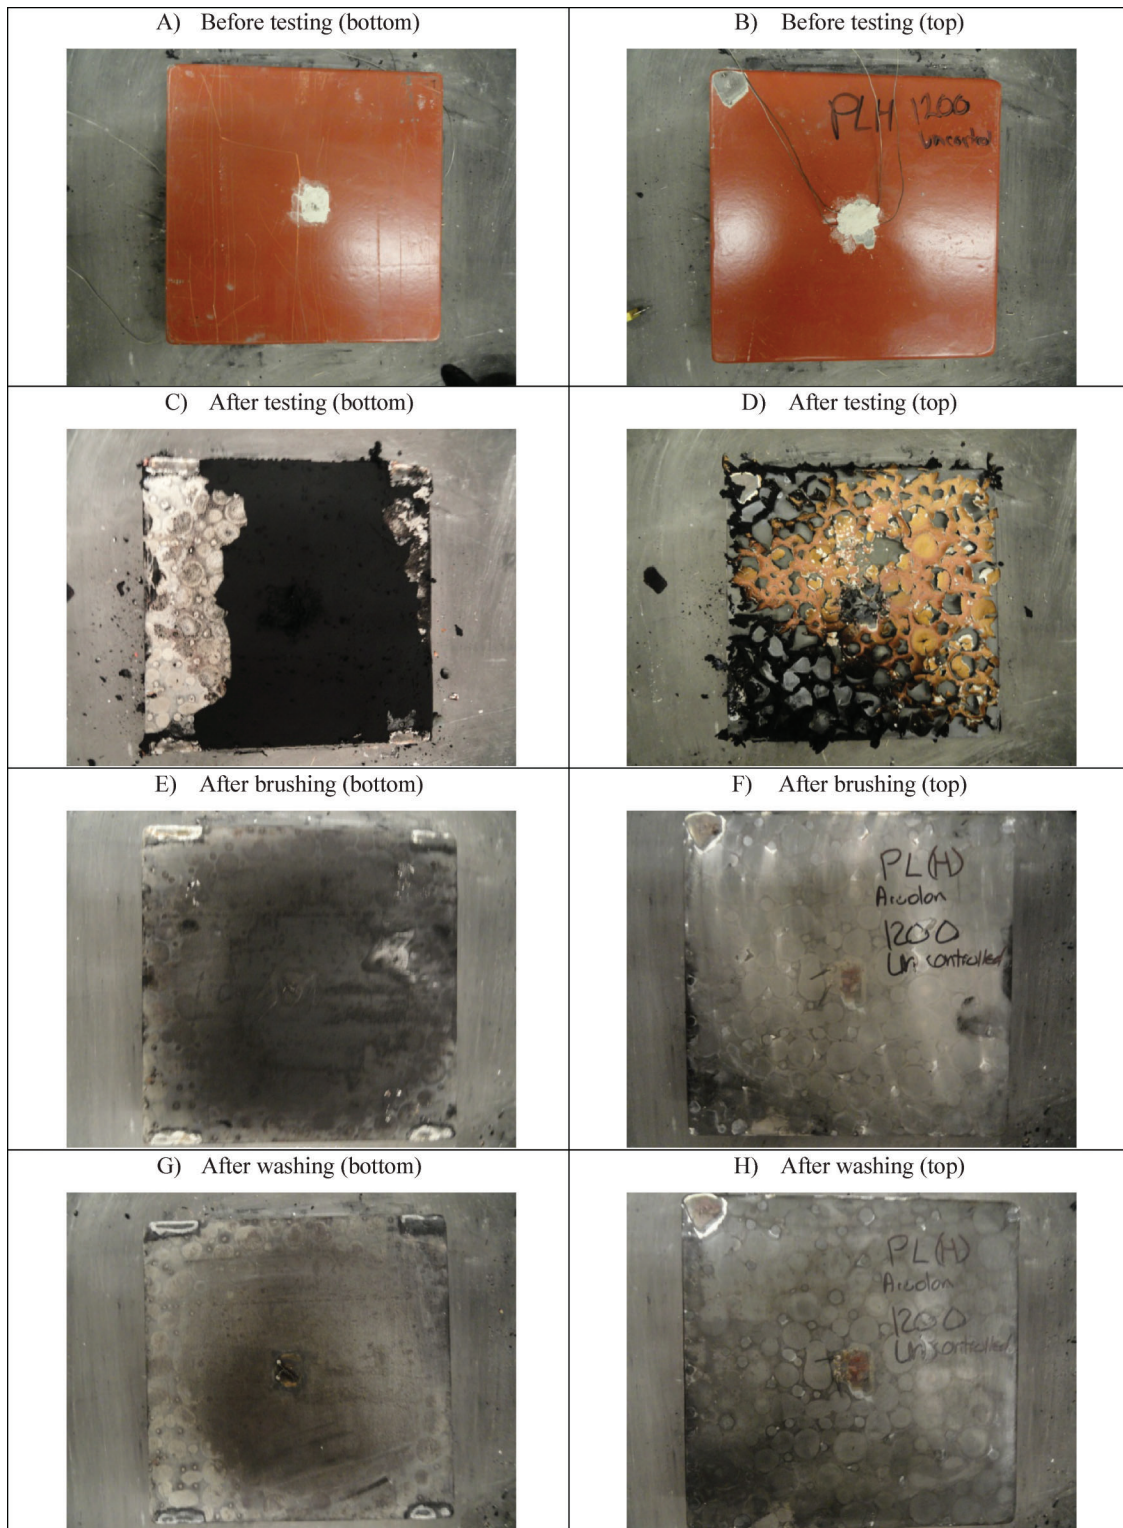 A) Before testing (bottom)
B) Before testing (top)
PLH 1200
Uncontrol
C) After testing (bottom)
D) After testing (top)
E) After brushing (bottom)
F) After brushing (top)
PL(H)
Arcolon
1200
Uncontrolled
G) After washing (bottom)
H) After washing (top)
PL(H)
Arcolon
1200
Uncontrolled